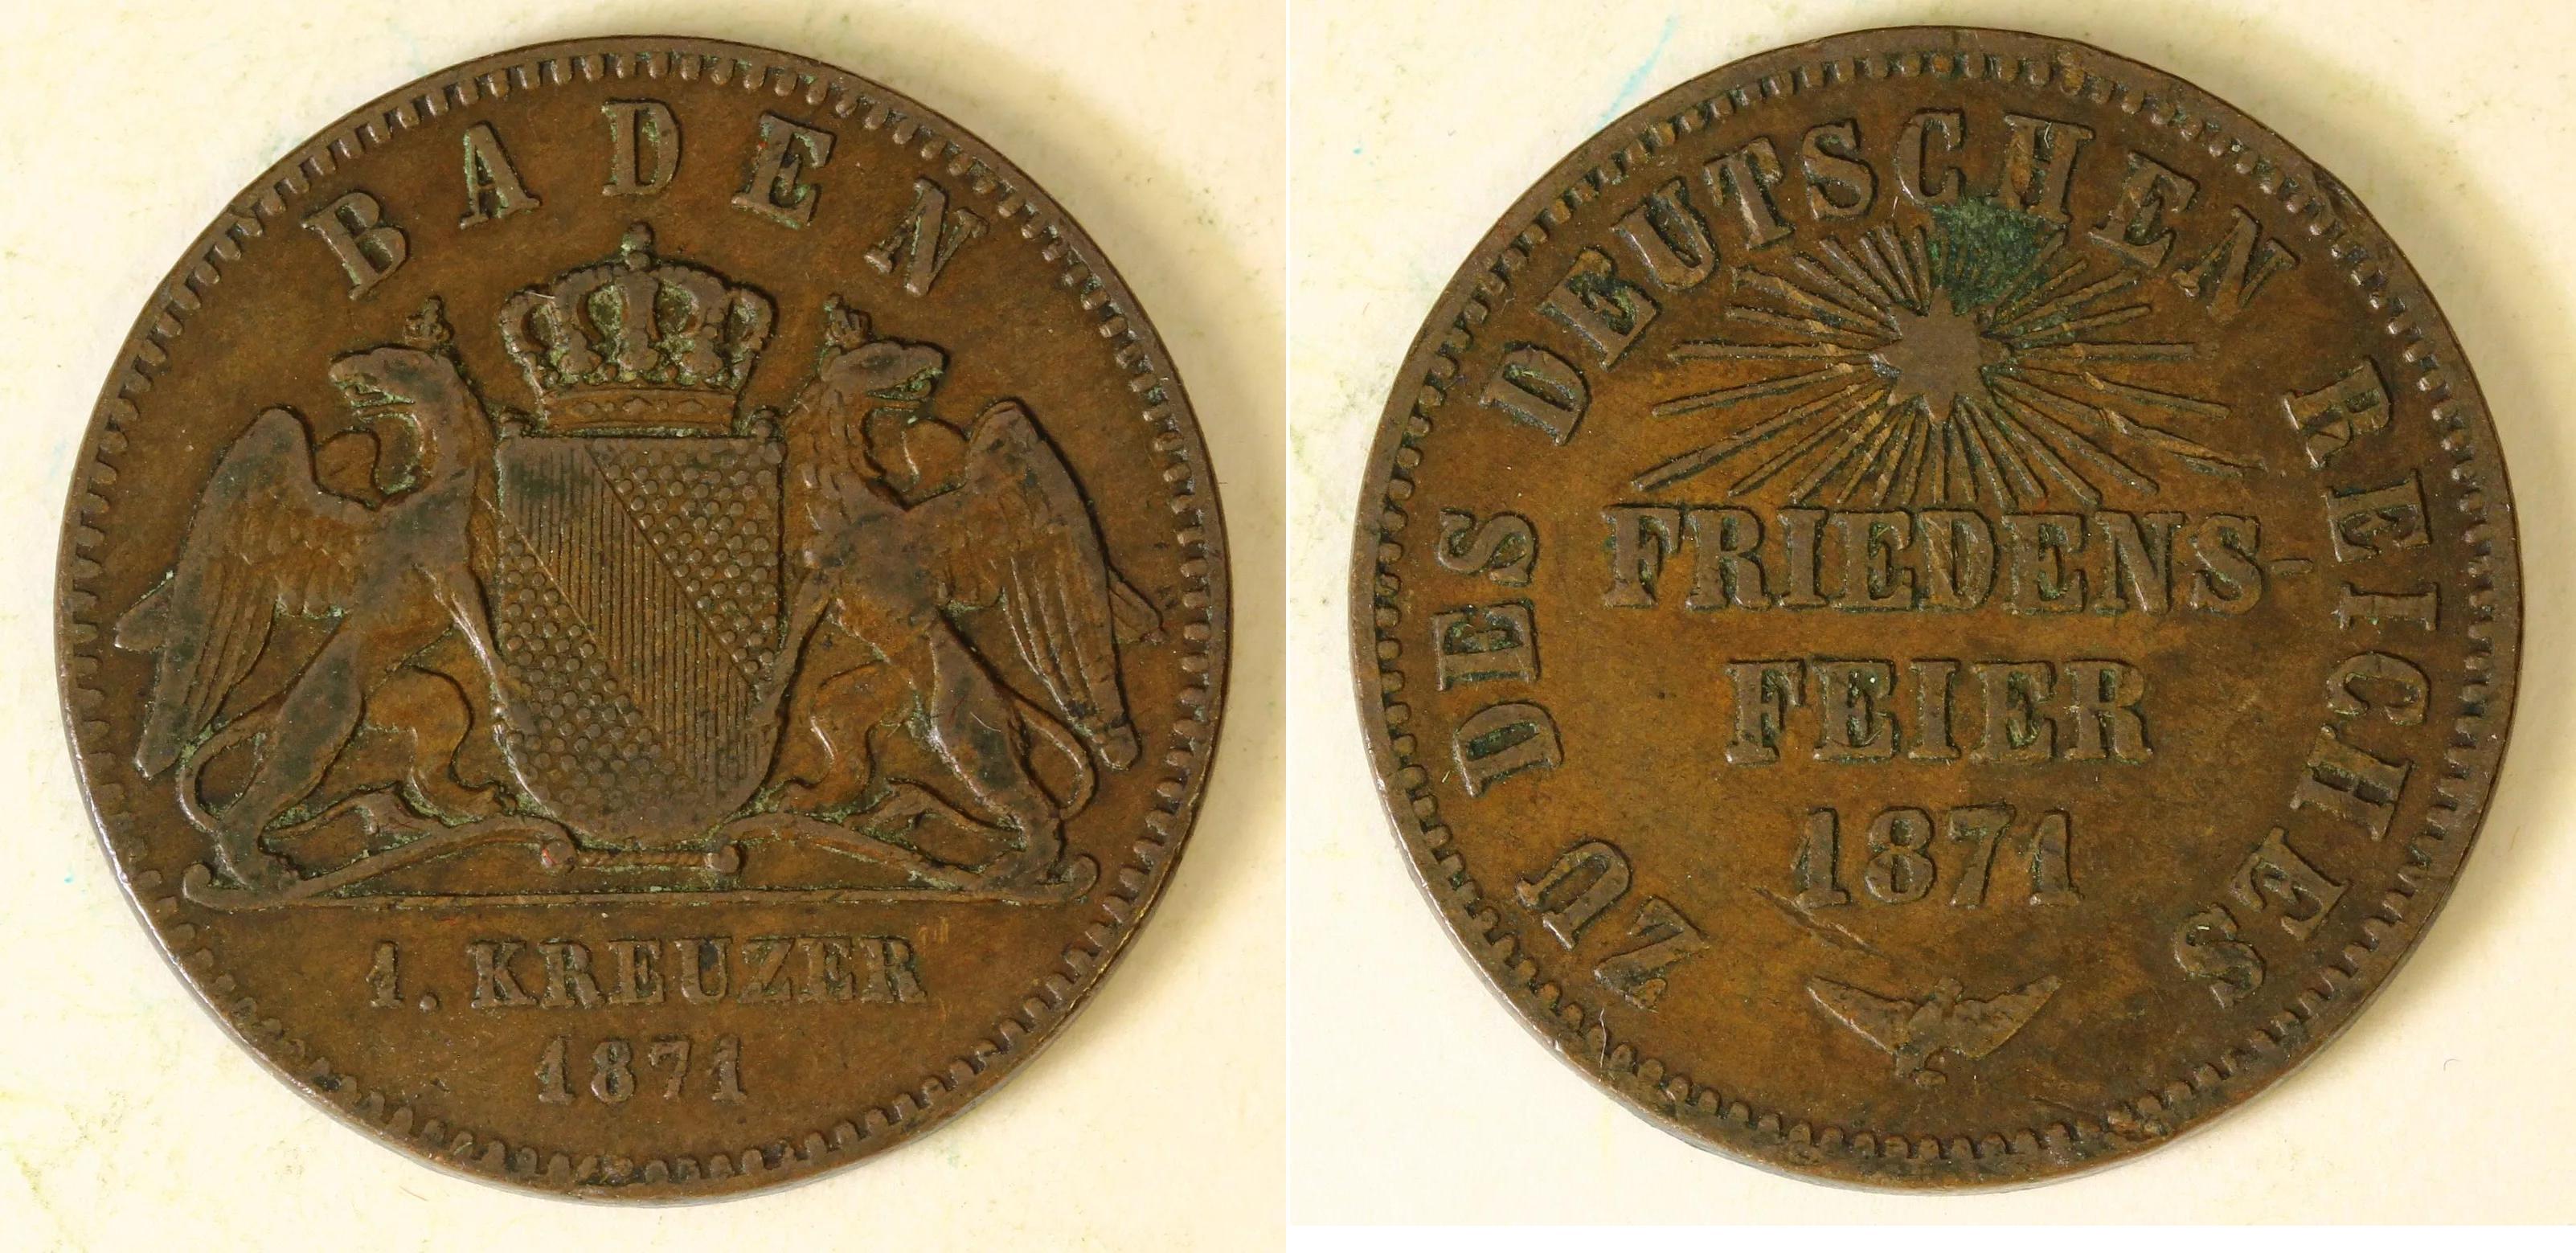 BADEN
1. KREUZER
1871
ZU DES DEUTSCHEN REICHES
FRIEDENS-
FEIER
1871